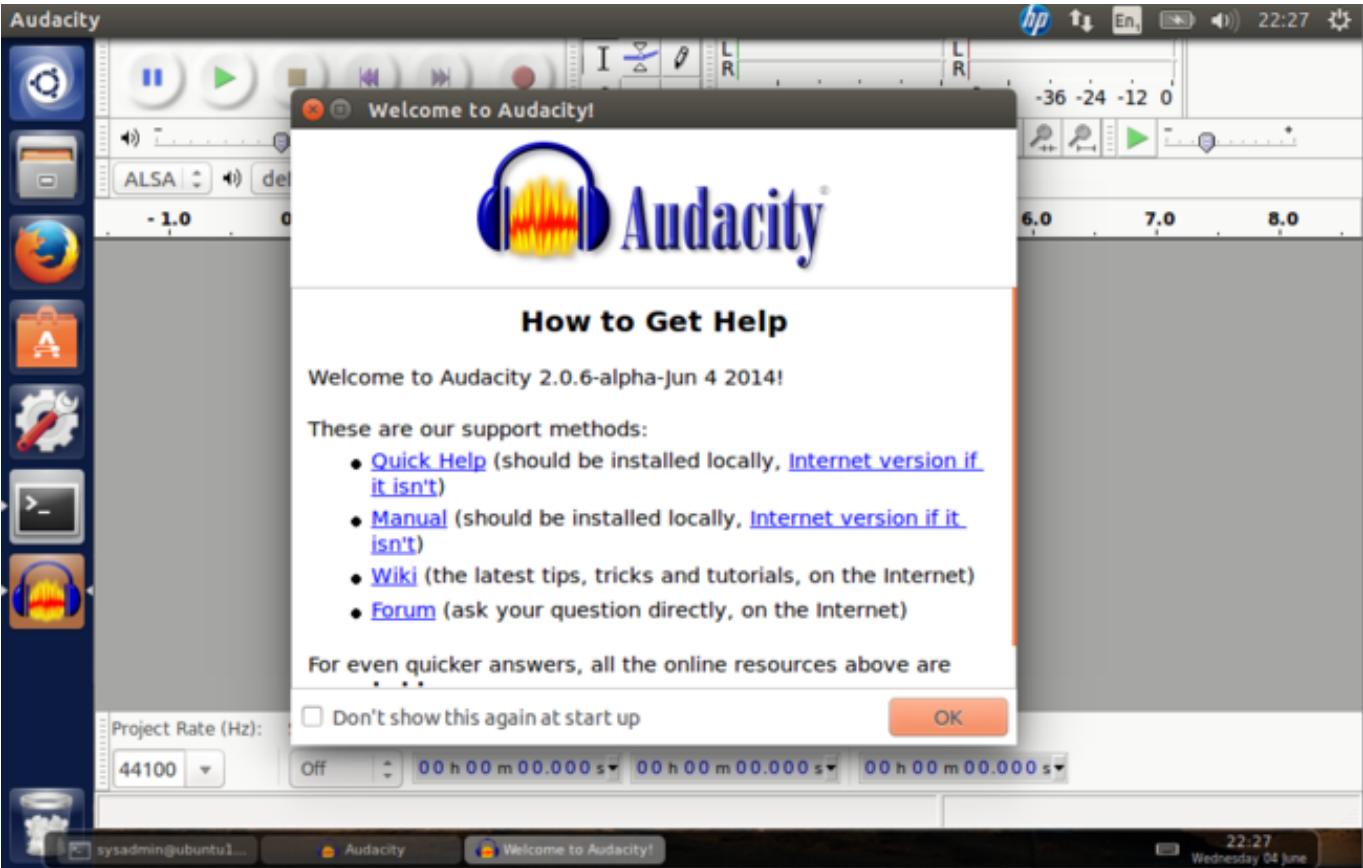 Audacity
En₁
22:27
L
R
L
R
-36 -24 -12 0
Welcome to Audacity!
Audacity®
ALSA
- 1.0
6.0 7.0 8.0
How to Get Help
Welcome to Audacity 2.0.6-alpha-Jun 4 2014!
These are our support methods:
Quick Help (should be installed locally, Internet version if
it isn't)
Manual (should be installed locally, Internet version if it
isn't)
Wiki (the latest tips, tricks and tutorials, on the Internet)
Forum (ask your question directly, on the Internet)
For even quicker answers, all the online resources above are
Don't show this again at start up
OK
Project Rate (Hz):
44100
Off
00 h 00 m 00.000 s
00 h 00 m 00.000 s
00 h 00 m 00.000 s
sysadmin@ubuntu1...
Audacity
Welcome to Audacity!
22:27
Wednesday 04 June